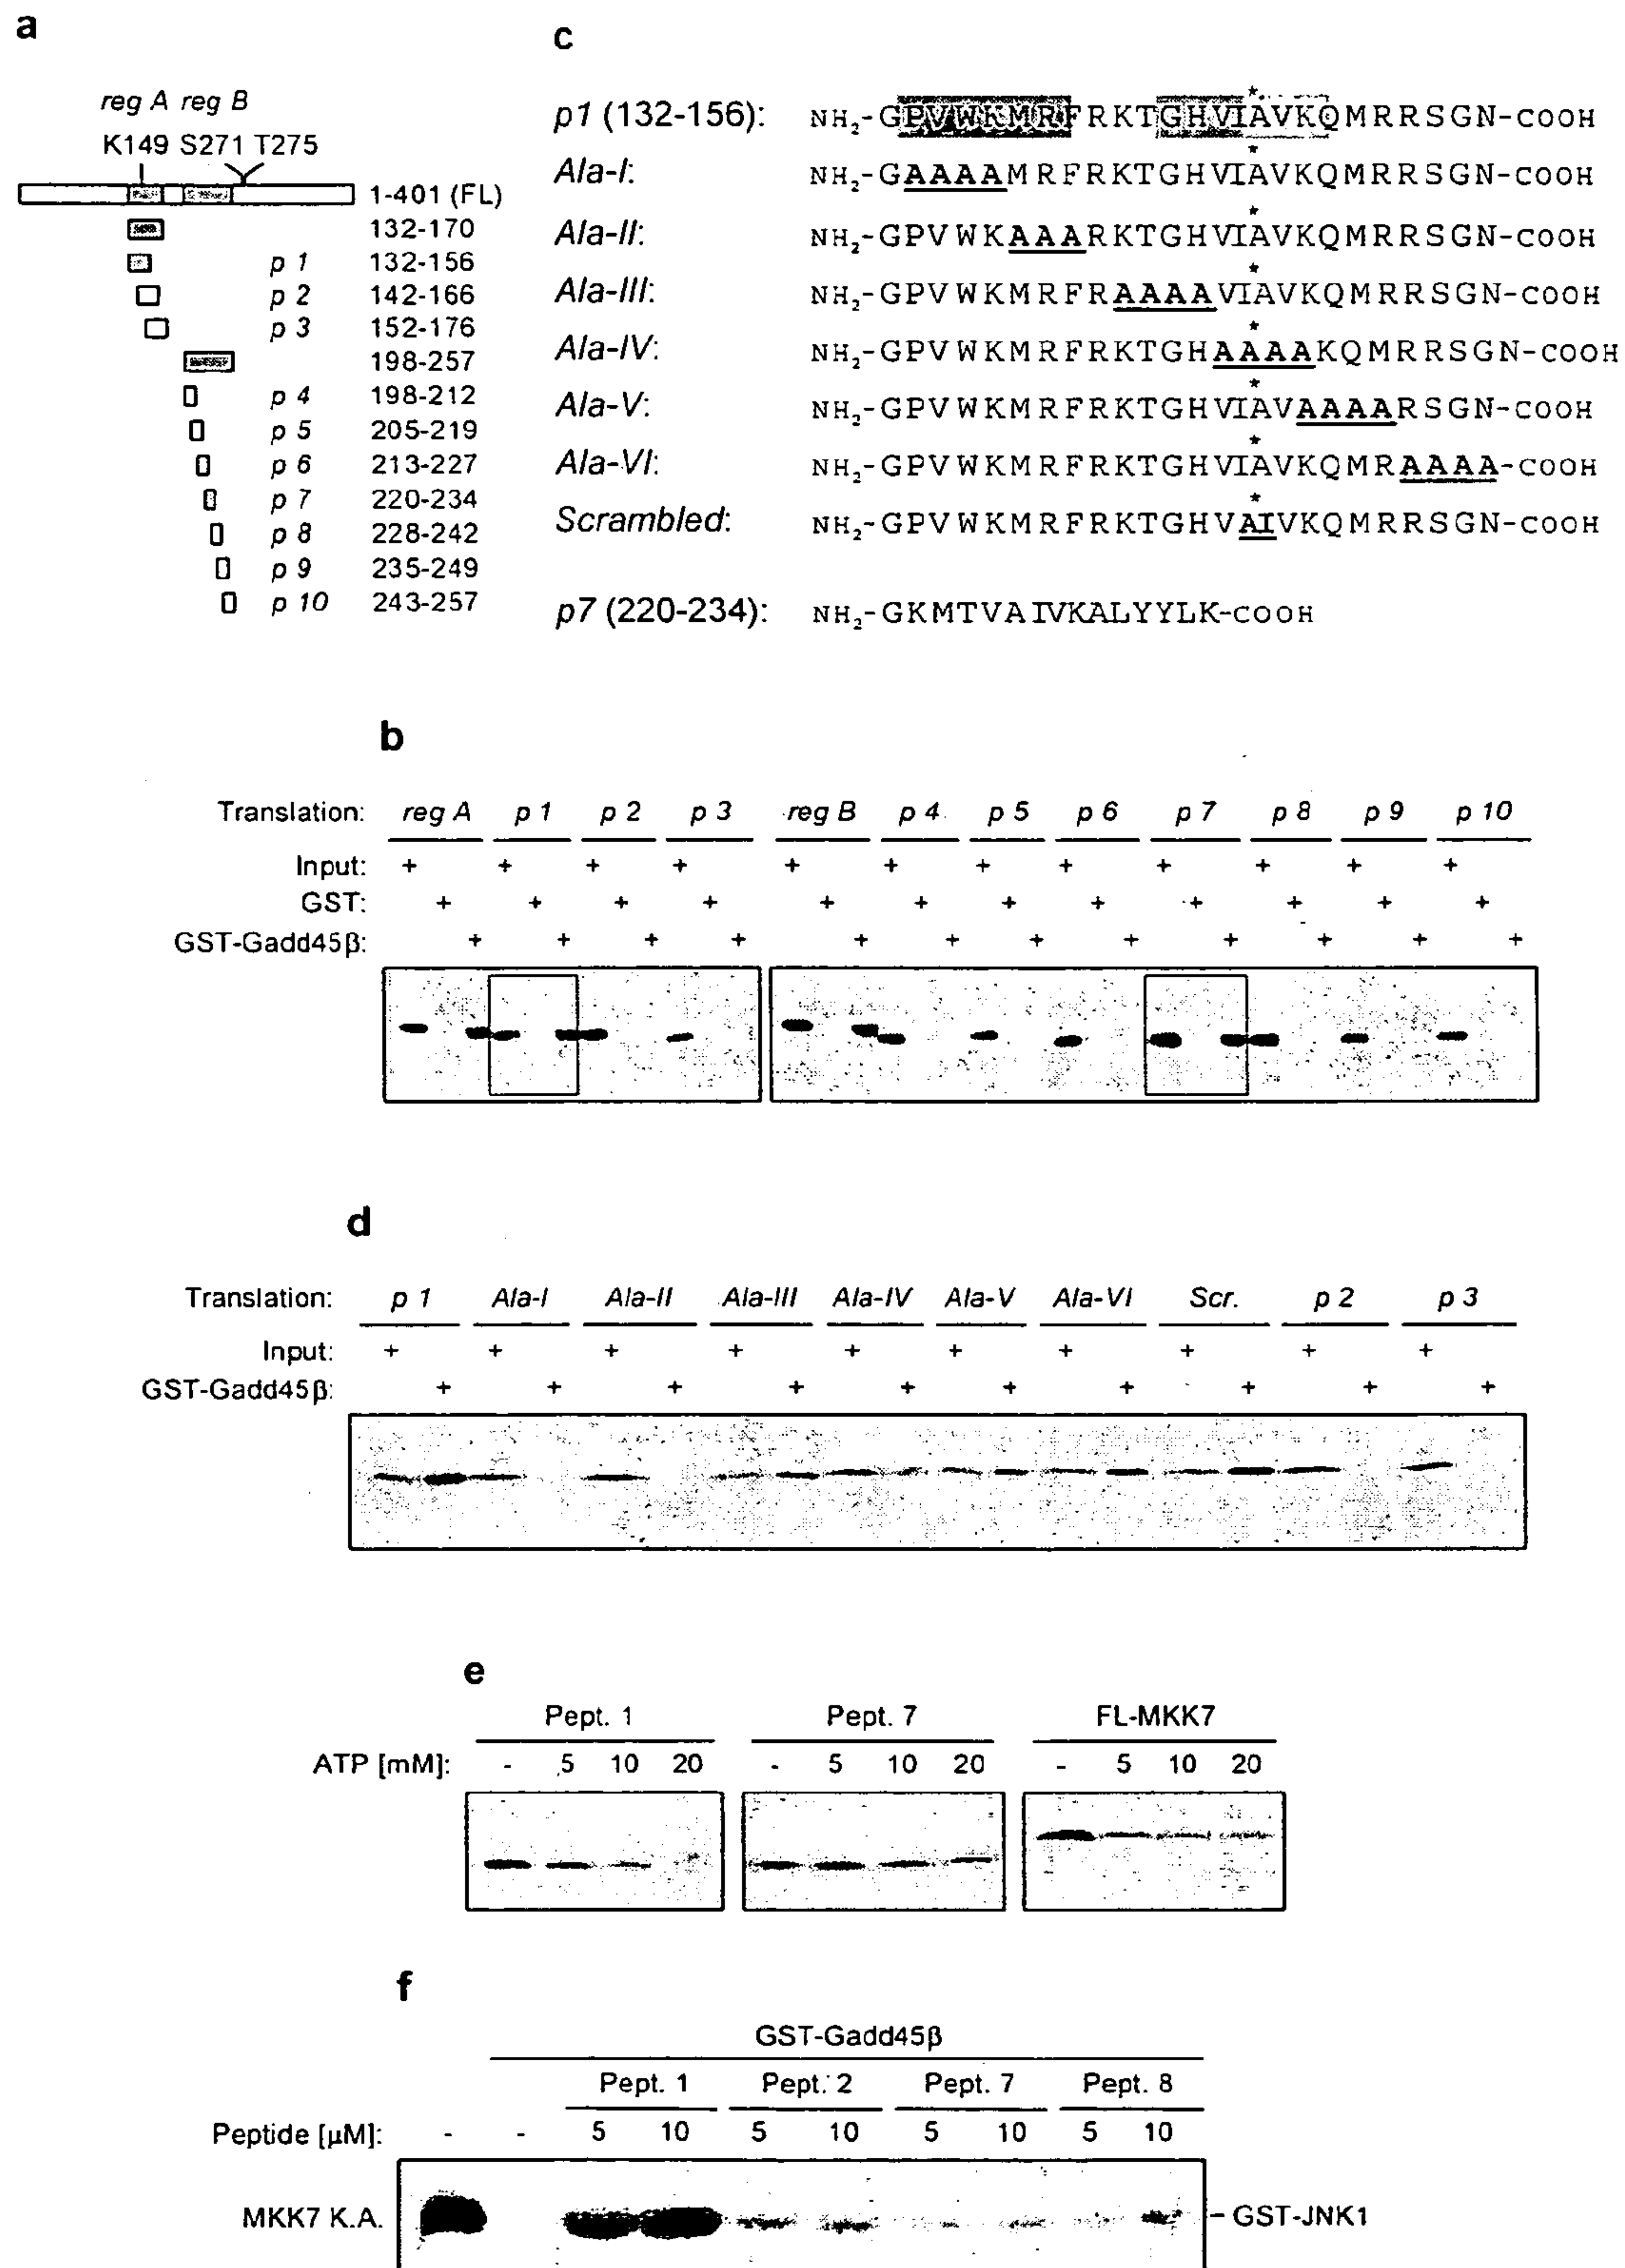 a
reg A reg B
K149 S271 T275
1-401 (FL)
132-170
p 1 132-156
p 2 142-166
p 3 152-176
198-257
p 4 198-212
p 5 205-219
p 6 213-227
p 7 220-234
p 8 228-242
p 9 235-249
p 10 243-257
c
p1 (132-156): NH2-GPVWKMRFRKTGHVIAVKQMRRSGN-COOH
*
Ala-I: NH2-GAAAAMRFRKTGHVIAVKQMRRSGN-COOH
*
Ala-II: NH2-GPVWKAAARKTGHVIAVKQMRRSGN-COOH
*
Ala-III: NH2-GPVWKMRFRAAAAVIAVKQMRRSGN-COOH
*
Ala-IV: NH2-GPVWKMRFRKTGHAAAAKQMRRSGN-COOH
*
Ala-V: NH2-GPVWKMRFRKTGHVIAVAAAARSGN-COOH
*
Ala-VI: NH2-GPVWKMRFRKTGHVIAVKQMRAAAA-COOH
*
Scrambled: NH2-GPVWKMRFRKTGHVAIVKQMRRSGN-COOH
*
p7 (220-234): NH2-GKMTVAIVKALYYLK-COOH
b
Translation: reg A p 1 p 2 p 3 reg B p 4 p 5 p 6 p 7 p 8 p 9 p 10
Input: + + + + + + + + + + + +
GST: + + + + + + + + + + + +
GST-Gadd45β: + + + + + + + + + + + +
d
Translation: p 1 Ala-I Ala-II Ala-III Ala-IV Ala-V Ala-VI Scr. p 2 p 3
Input: + + + + + + + + + +
GST-Gadd45β: + + + + + + + + + +
e
Pept. 1 Pept. 7 FL-MKK7
ATP [mM]: - 5 10 20 - 5 10 20 - 5 10 20
f
GST-Gadd45β
Pept. 1 Pept. 2 Pept. 7 Pept. 8
Peptide [μM]: - - 5 10 5 10 5 10 5 10
MKK7 K.A. - GST-JNK1